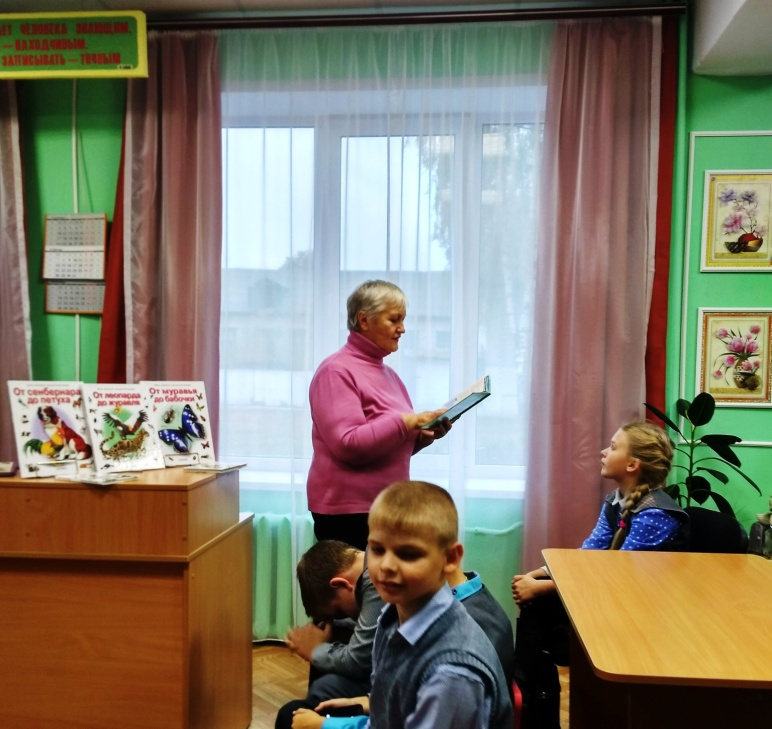 ЕТ ЧЕЛОВЕКА ЗНАЮЩИМ,
— НАХОДЧИВЫМ,
ЗАПИСЫВАТЬ — ТОЧНЫМ
От сенбернара
до петуха
От леопарда
до журавля
От муравья
до бабочки